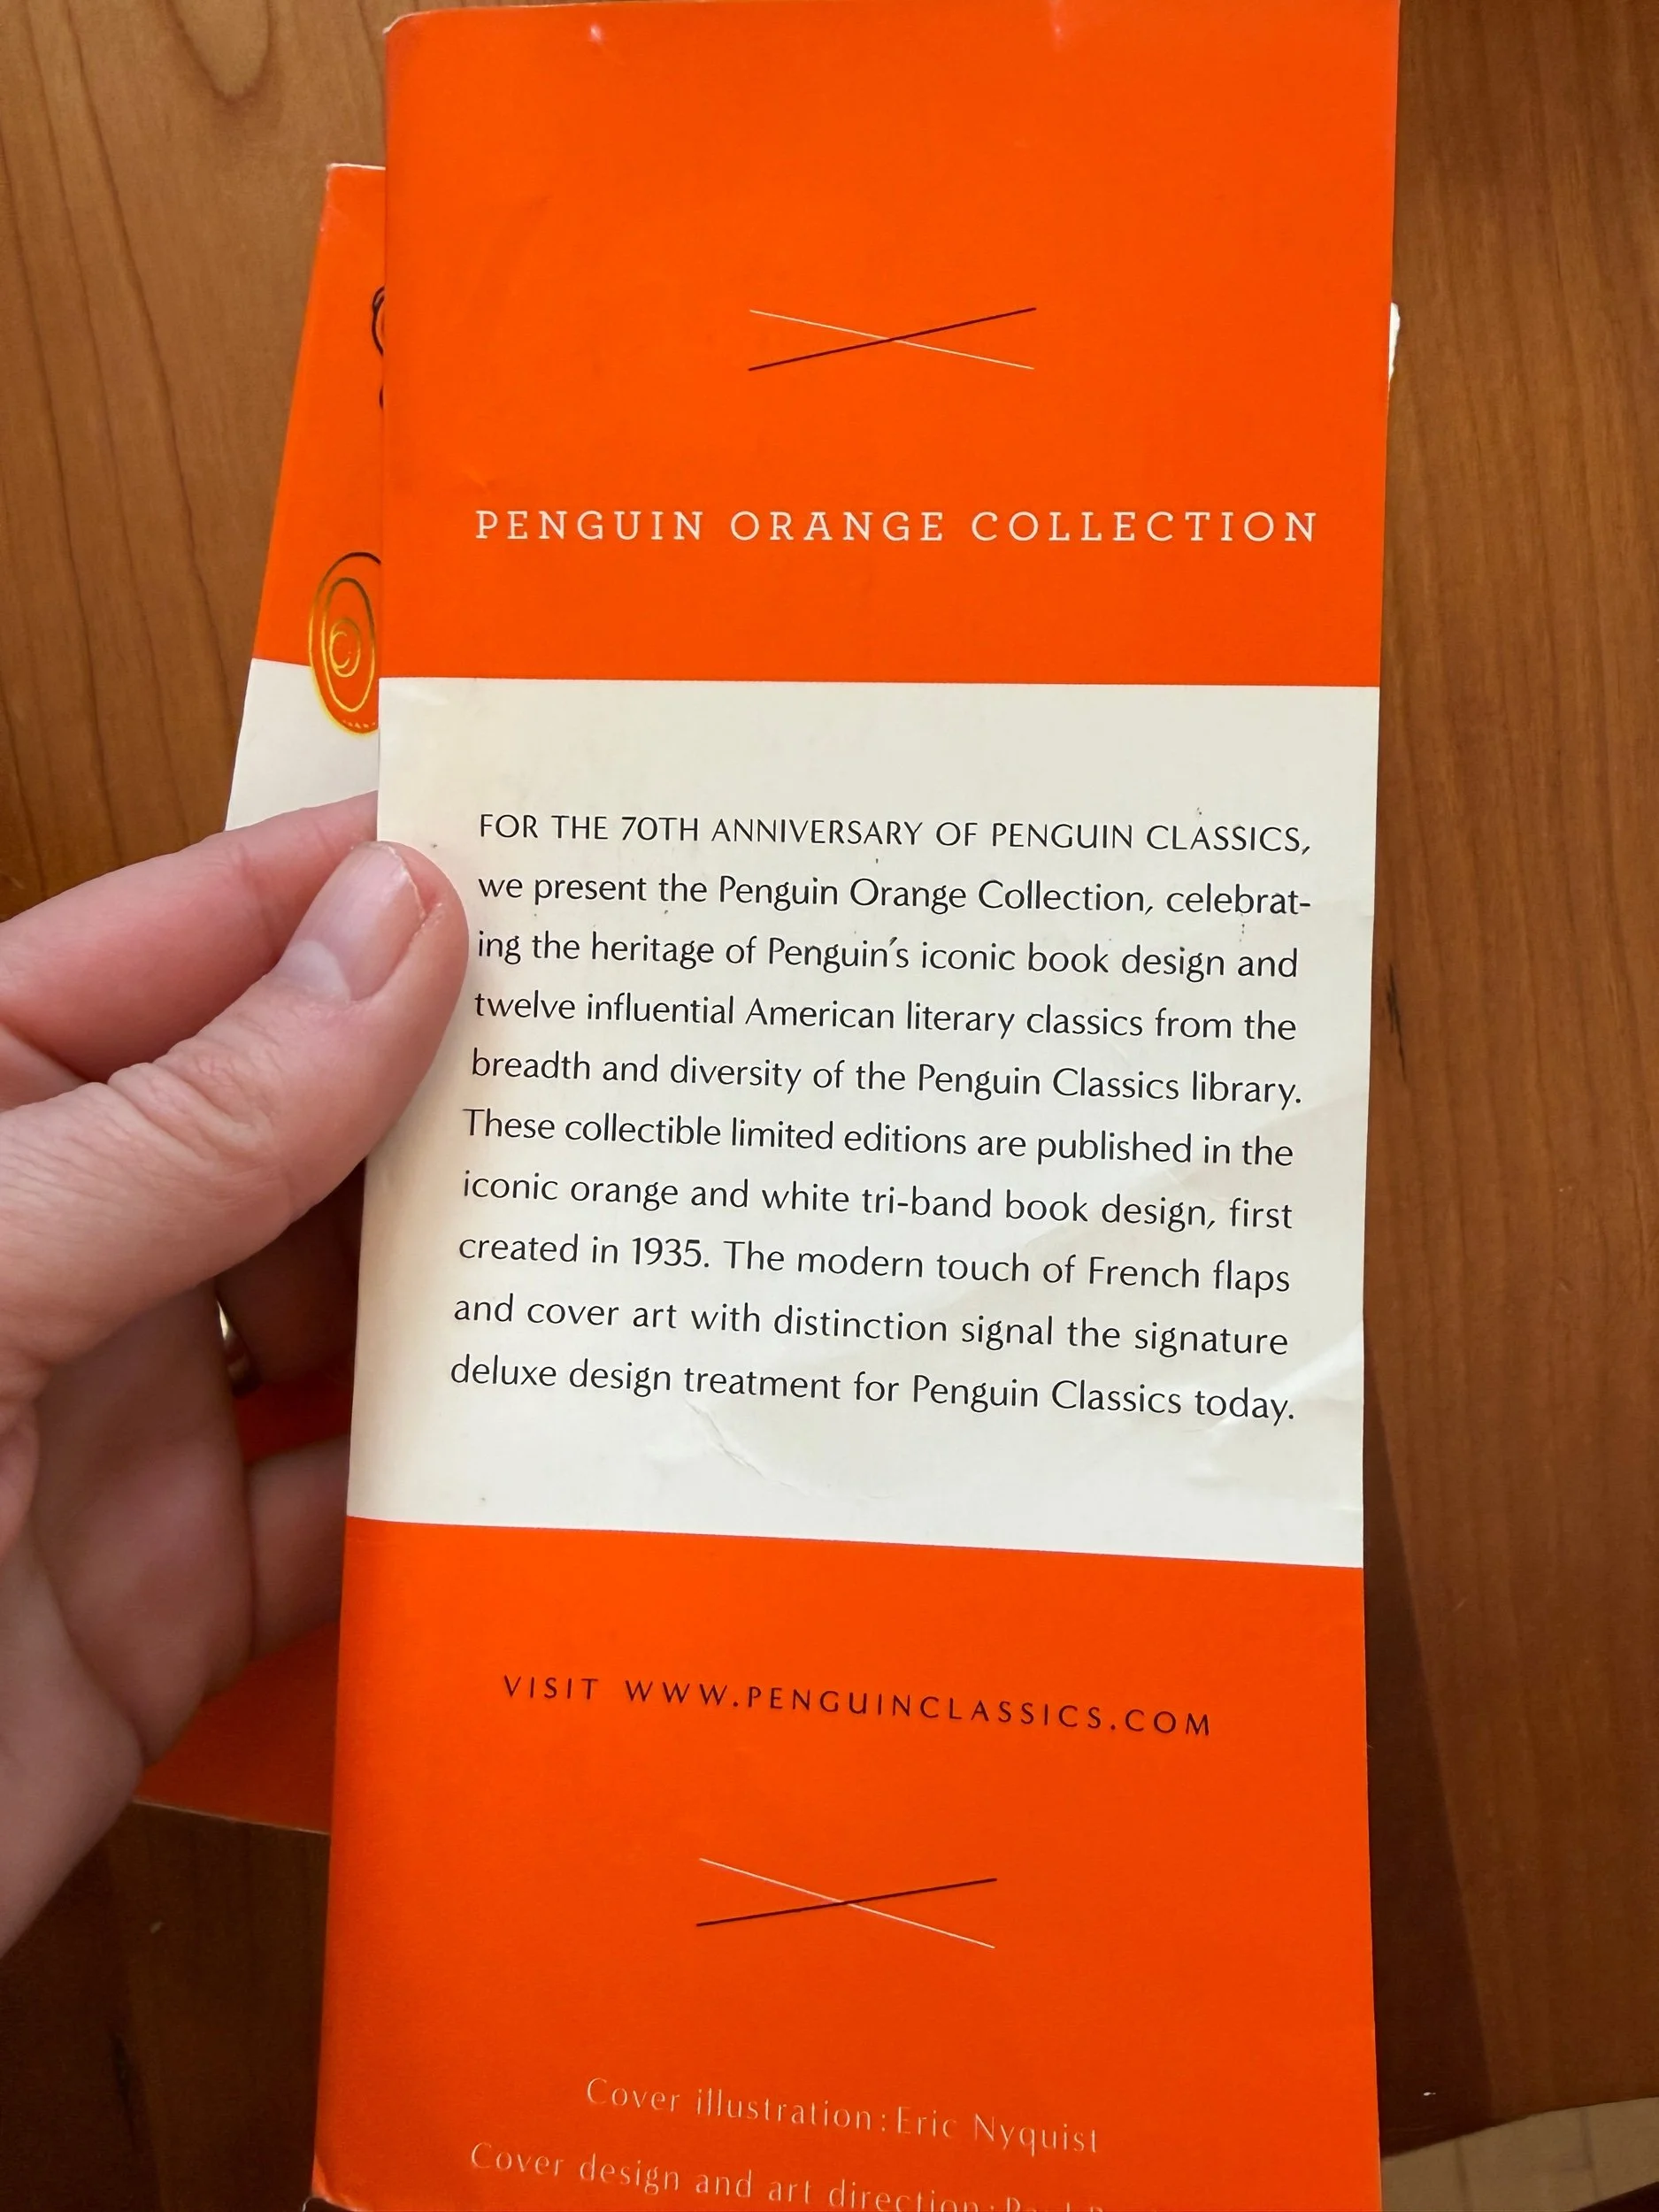 PENGUIN ORANGE COLLECTION
FOR THE 70TH ANNIVERSARY OF PENGUIN CLASSICS,
we present the Penguin Orange Collection, celebrat-
ing the heritage of Penguin's iconic book design and
twelve influential American literary classics from the
breadth and diversity of the Penguin Classics library.
These collectible limited editions are published in the
iconic orange and white tri-band book design, first
created in 1935. The modern touch of French flaps
and cover art with distinction signal the signature
deluxe design treatment for Penguin Classics today.
VISIT WWW.PENGUINCLASSICS.COM
Cover illustration: Eric Nyquist
Cover design and art direction: